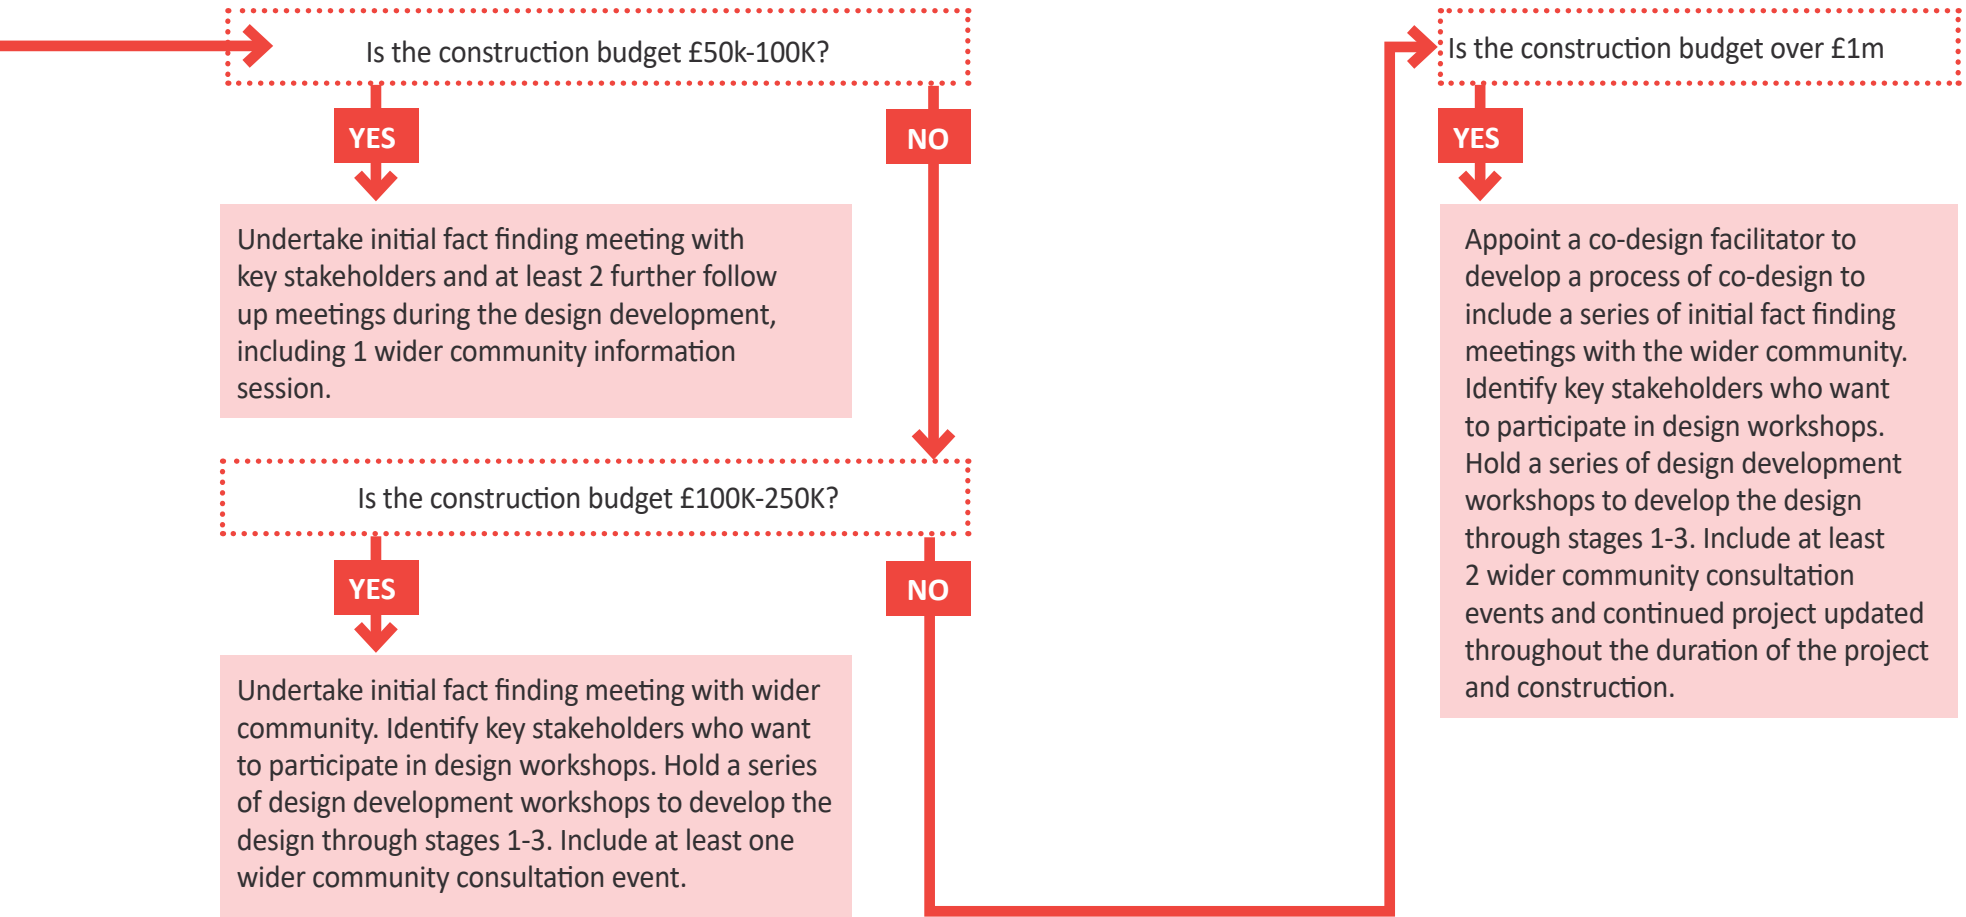 Is the construction budget £50k-100K?
YES
NO
Undertake initial fact finding meeting with
key stakeholders and at least 2 further follow
up meetings during the design development,
including 1 wider community information
session.
Is the construction budget £100K-250K?
YES
NO
Undertake initial fact finding meeting with wider
community. Identify key stakeholders who want
to participate in design workshops. Hold a series
of design development workshops to develop the
design through stages 1-3. Include at least one
wider community consultation event.
Is the construction budget over £1m
YES
Appoint a co-design facilitator to
develop a process of co-design to
include a series of initial fact finding
meetings with the wider community.
Identify key stakeholders who want
to participate in design workshops.
Hold a series of design development
workshops to develop the design
through stages 1-3. Include at least
2 wider community consultation
events and continued project updated
throughout the duration of the project
and construction.